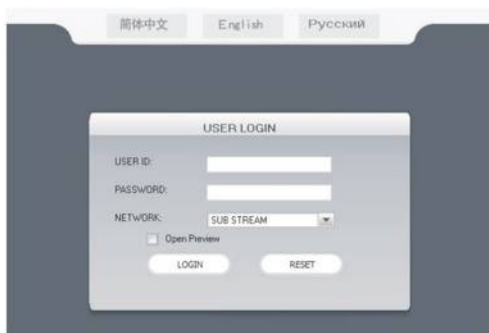 简体中文 English Русский
USER LOGIN
USER ID:
PASSWORD:
NETWORK: SUB STREAM
Open Preview
LOGIN RESET